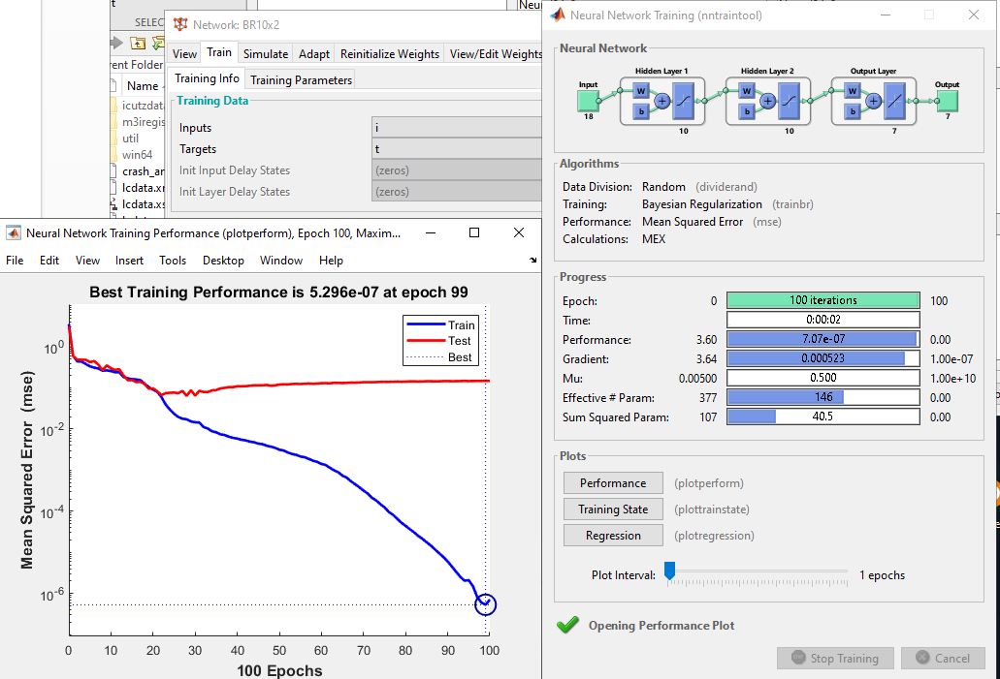 t
SELEC
rent Folder
Name
icutzdata
m3iregis
util
win64
crash_ar
lcdata.xr
lcdata.xs
Network: BR10x2
View Train Simulate Adapt Reinitialize Weights View/Edit Weights
Training Info Training Parameters
Training Data
Inputs i
Targets t
Init Input Delay States (zeros)
Init Layer Delay States (zeros)
Neur
Neural Network Training Performance (plotperform), Epoch 100, Maxim...
File Edit View Insert Tools Desktop Window Help
Best Training Performance is 5.296e-07 at epoch 99
Train
Test
Best
Mean Squared Error (mse)
10^0
10^-2
10^-4
10^-6
0 10 20 30 40 50 60 70 80 90 100
100 Epochs
Neural Network Training (nntraintool)
Neural Network
Hidden Layer 1 Hidden Layer 2 Output Layer
Input Output
W W W
b b b
18 10 10 7 7
Algorithms
Data Division: Random (dividerand)
Training: Bayesian Regularization (trainbr)
Performance: Mean Squared Error (mse)
Calculations: MEX
Progress
Epoch: 0 100 iterations 100
Time: 0:00:02
Performance: 3.60 7.07e-07 0.00
Gradient: 3.64 0.000523 1.00e-07
Mu: 0.00500 0.500 1.00e+10
Effective # Param: 377 146 0.00
Sum Squared Param: 107 40.5 0.00
Plots
Performance (plotperform)
Training State (plottrainstate)
Regression (plotregression)
Plot Interval: 1 epochs
Opening Performance Plot
Stop Training Cancel